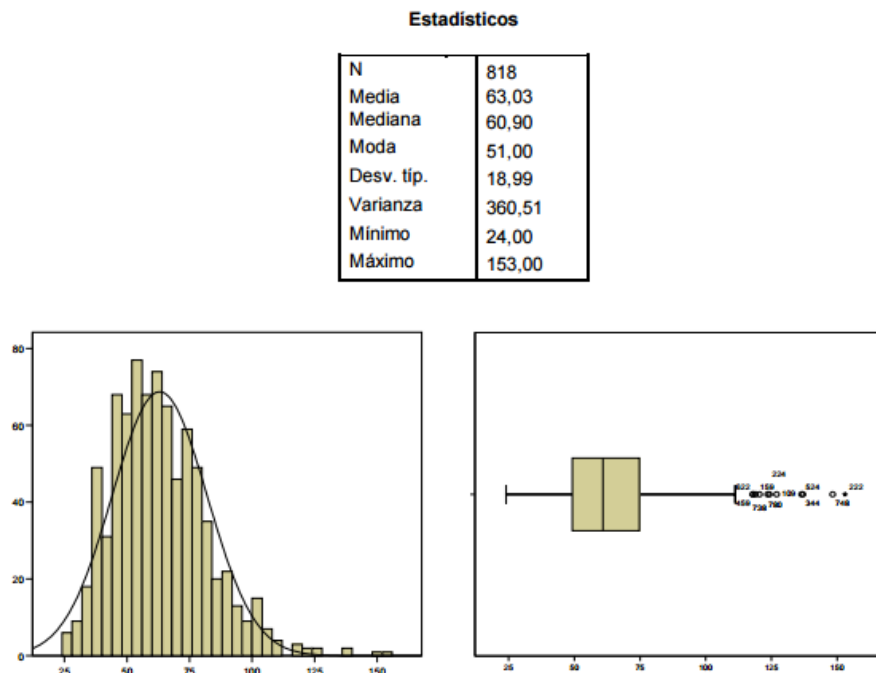 Estadísticos
N 818
Media 63,03
Mediana 60,90
Moda 51,00
Desv. típ. 18,99
Varianza 360,51
Mínimo 24,00
Máximo 153,00
80
60
40
20
0
25 50 75 100 125 150
224
622 159 109 524 222
459 738 780 344 748
25 50 75 100 125 150